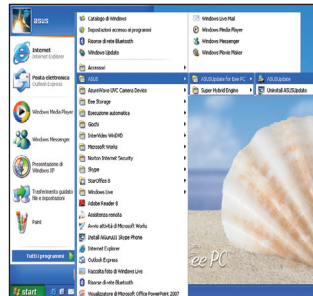 asus
Internet
Internet Explorer
Posta elettronica
Outlook Express
Windows Media Player
Windows Messenger
Presentazione di
Windows XP
Trasferimento guidato
file e impostazioni
Paint
Tutti i programmi
start
Catalogo di Windows
Impostazioni accesso ai programmi
Risorse di rete Bluetooth
Windows Update
Accessori
ASUS
AzureWave UVC Camera Device
Eee Storage
Esecuzione automatica
Giochi
InterVideo WinDVD
Microsoft Works
Norton Internet Security
Skype
StarOffice 8
Windows Live
Adobe Reader 8
Assistenza remota
Avvio attività di Microsoft Works
Install ASUS Skype Phone
Internet Explorer
Outlook Express
Raccolta foto di Windows Live
Risorse di rete Bluetooth
Visualizzatore di Microsoft Office PowerPoint 2007
Windows Live Mail
Windows Media Player
Windows Messenger
Windows Movie Maker
ASUSUpdate for Eee PC
Super Hybrid Engine
ASUSUpdate
Uninstall ASUSUpdate
Eee PC